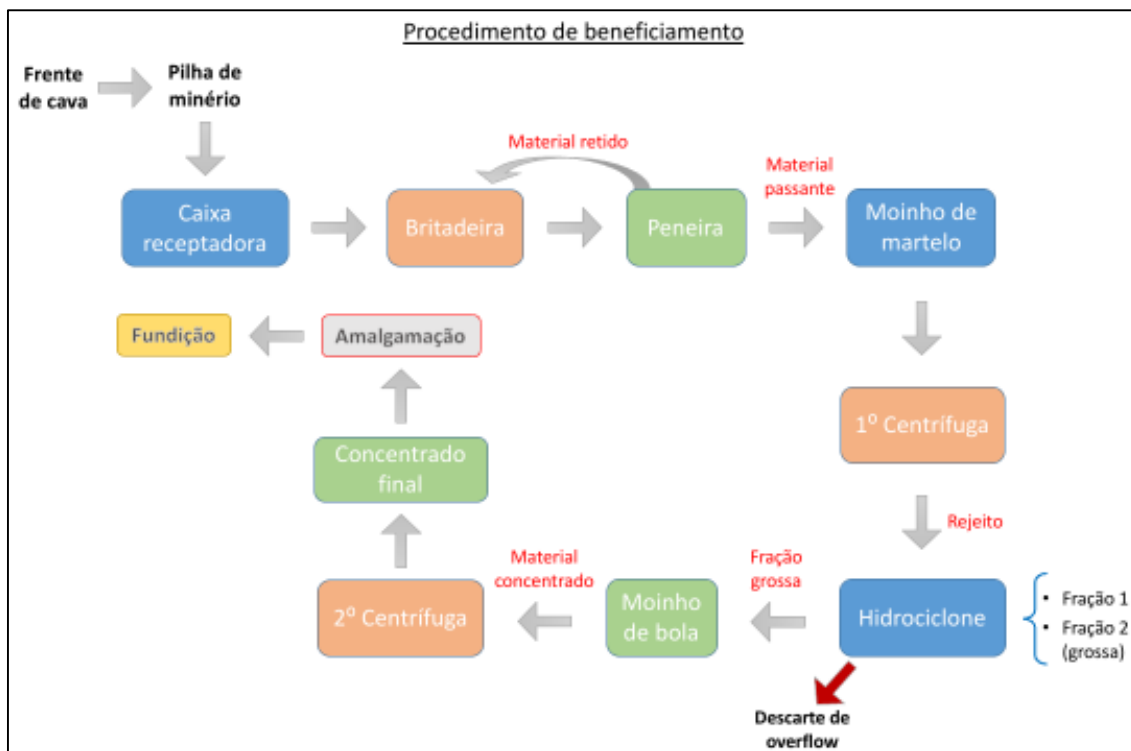 Procedimento de beneficiamento
Frente
de cava
Pilha de
minério
Material retido
Material
passante
Caixa
receptadora
Britadeira
Peneira
Moinho de
martelo
Fundição
Amalgamação
1º Centrífuga
Concentrado
final
Rejeito
Material
concentrado
Fração
grossa
2º Centrífuga
Moinho
de bola
Hidrociclone
• Fração 1
• Fração 2
(grossa)
Descarte de
overflow